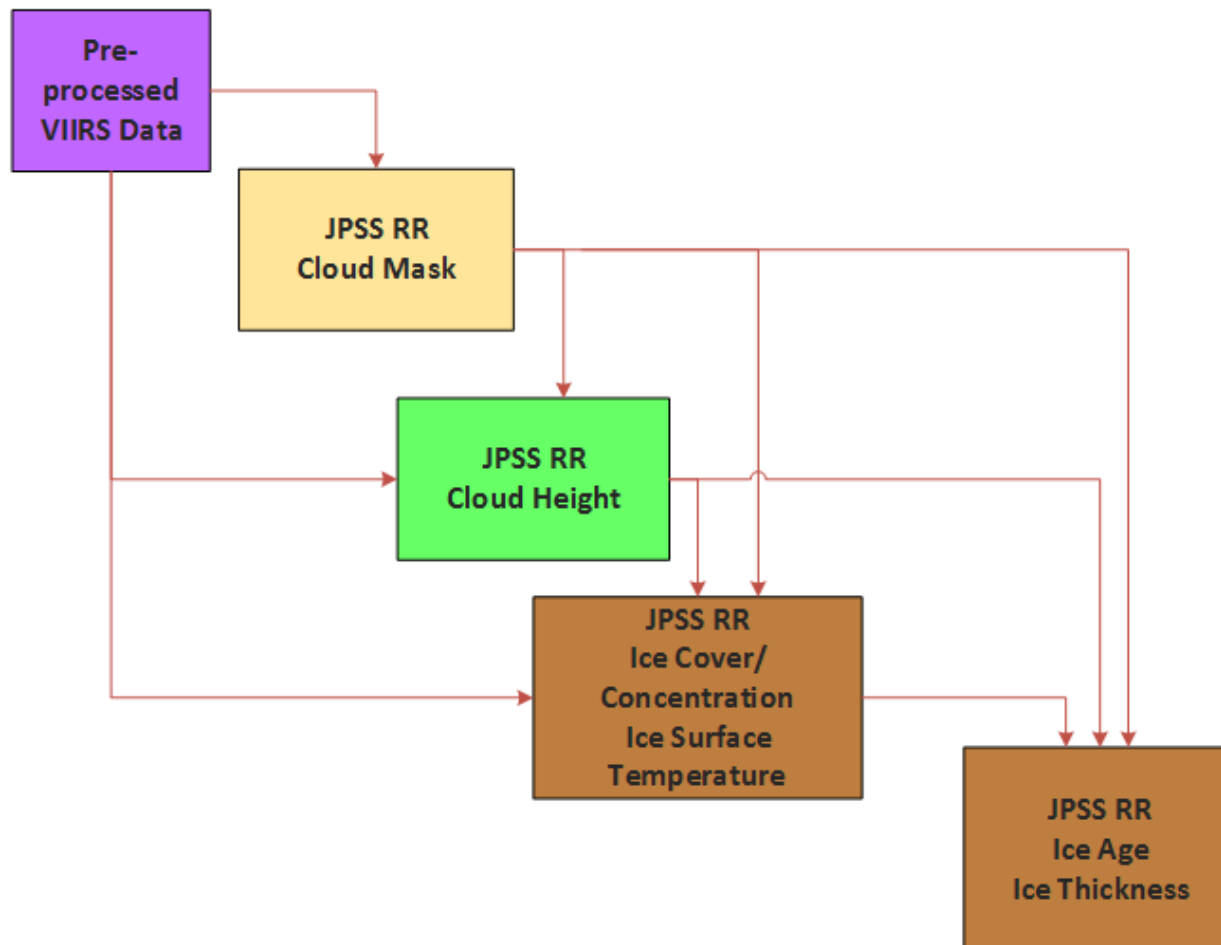 Pre-
processed
VIIRS Data
JPSS RR
Cloud Mask
JPSS RR
Cloud Height
JPSS RR
Ice Cover/
Concentration
Ice Surface
Temperature
JPSS RR
Ice Age
Ice Thickness